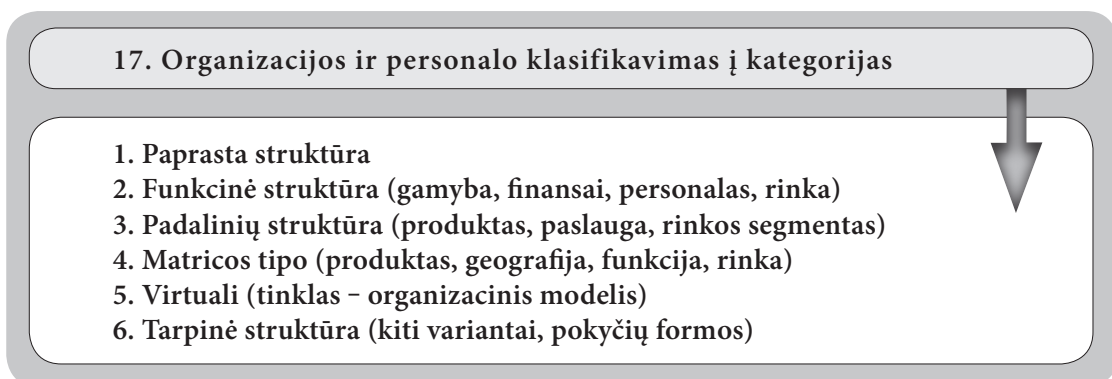 17. Organizacijos ir personalo klasifikavimas į kategorijas
1. Paprasta struktūra
2. Funkcinė struktūra (gamyba, finansai, personalas, rinka)
3. Padalinių struktūra (produktas, paslauga, rinkos segmentas)
4. Matricos tipo (produktas, geografija, funkcija, rinka)
5. Virtuali (tinklas – organizacinis modelis)
6. Tarpinė struktūra (kiti variantai, pokyčių formos)